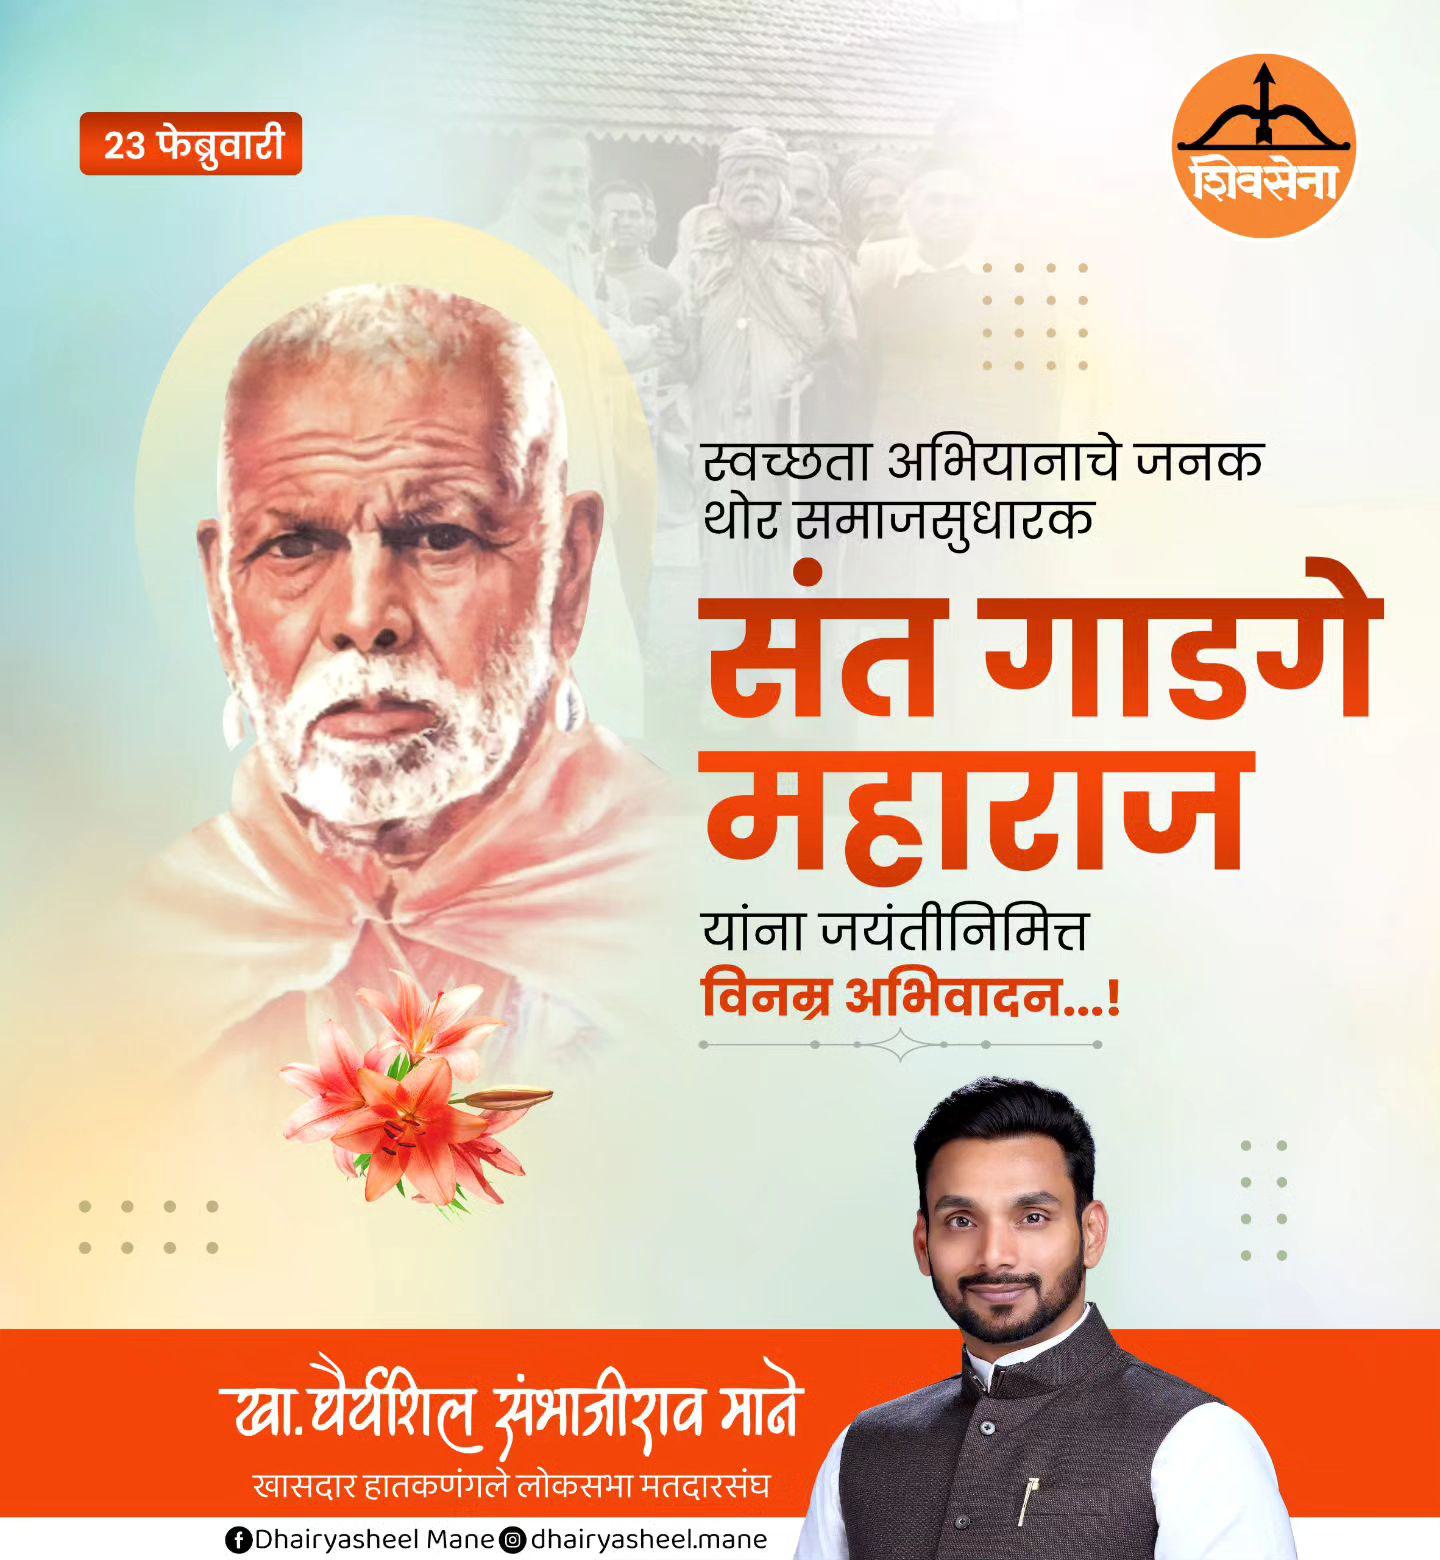 23 फेब्रुवारी
शिवसेना
स्वच्छता अभियानाचे जनक
थोर समाजसुधारक
संत गाडगे
महाराज
यांना जयंतीनिमित्त
विनम्र अभिवादन...!
खा. धैर्यशिल संभाजीराव माने
खासदार हातकणंगले लोकसभा मतदारसंघ
Dhairyasheel Mane dhairyasheel.mane